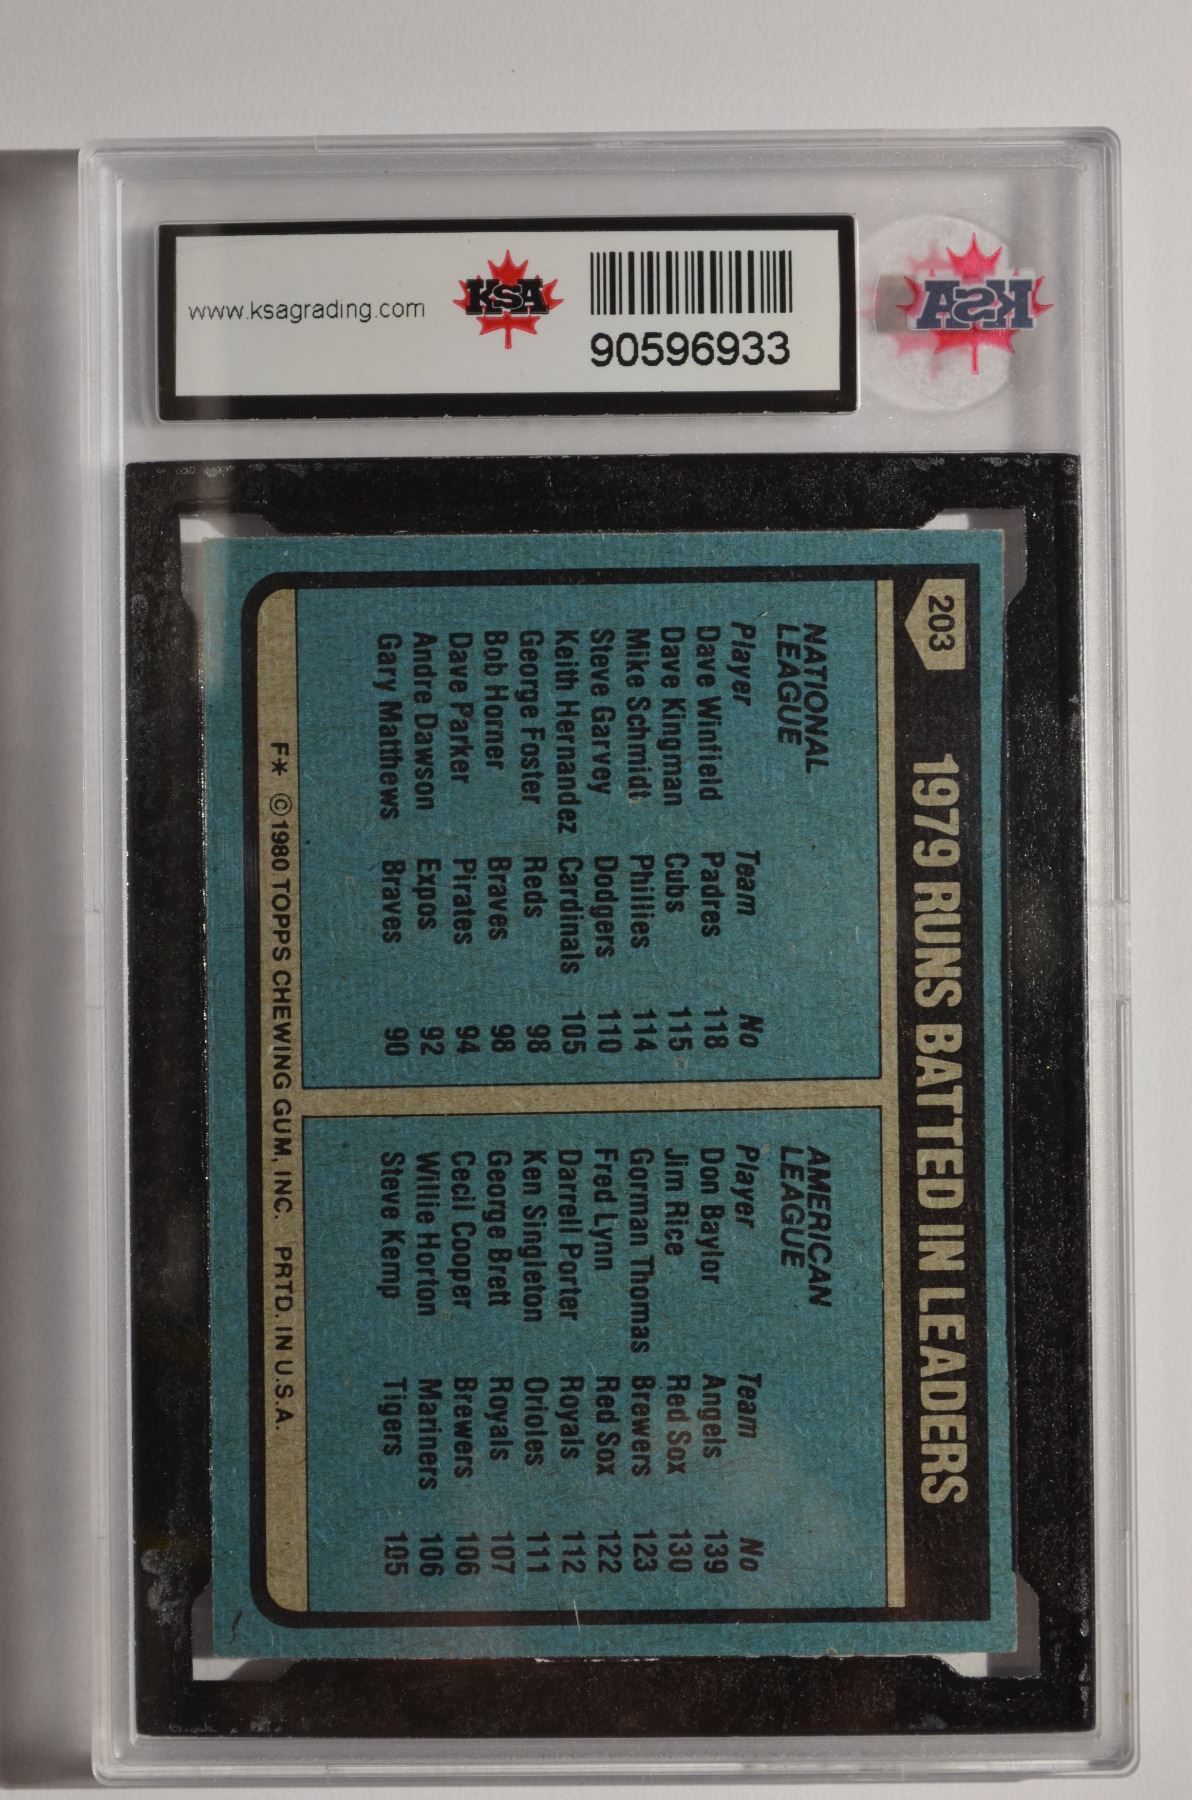 www.ksagrading.com
KSA
90596933
KSA
203
1979 RUNS BATTED IN LEADERS
NATIONAL
LEAGUE
Player Team No
Dave Winfield Padres 118
Dave Kingman Cubs 115
Mike Schmidt Phillies 114
Steve Garvey Dodgers 110
Keith Hernandez Cardinals 105
George Foster Reds 98
Bob Horner Braves 98
Dave Parker Pirates 94
Andre Dawson Expos 92
Gary Matthews Braves 90
AMERICAN
LEAGUE
Player Team No
Don Baylor Angels 139
Jim Rice Red Sox 130
Gorman Thomas Brewers 123
Fred Lynn Red Sox 122
Darrell Porter Royals 112
Ken Singleton Orioles 111
George Brett Royals 107
Cecil Cooper Brewers 106
Willie Horton Mariners 106
Steve Kemp Tigers 105
F* © 1980 TOPPS CHEWING GUM, INC. PRTD. IN U.S.A.